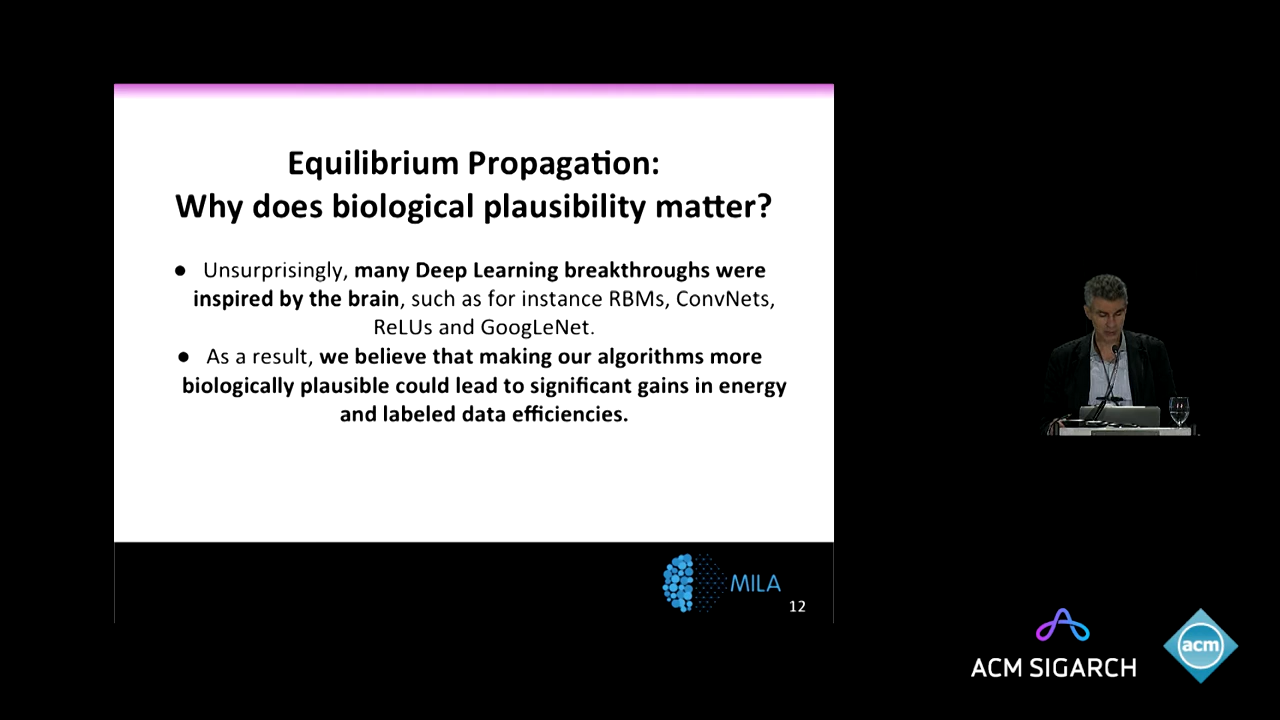 Equilibrium Propagation:
Why does biological plausibility matter?
● Unsurprisingly, many Deep Learning breakthroughs were
inspired by the brain, such as for instance RBMs, ConvNets,
ReLUs and GoogLeNet.
● As a result, we believe that making our algorithms more
biologically plausible could lead to significant gains in energy
and labeled data efficiencies.
MILA
12
ACM SIGARCH
acm